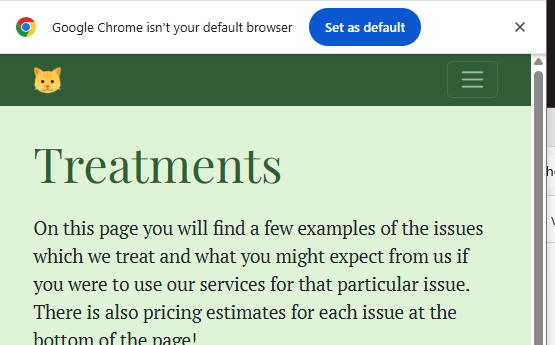 Google Chrome isn't your default browser
Set as default
Treatments
On this page you will find a few examples of the issues
which we treat and what you might expect from us if
you were to use our services for that particular issue.
There is also pricing estimates for each issue at the
bottom of the page!